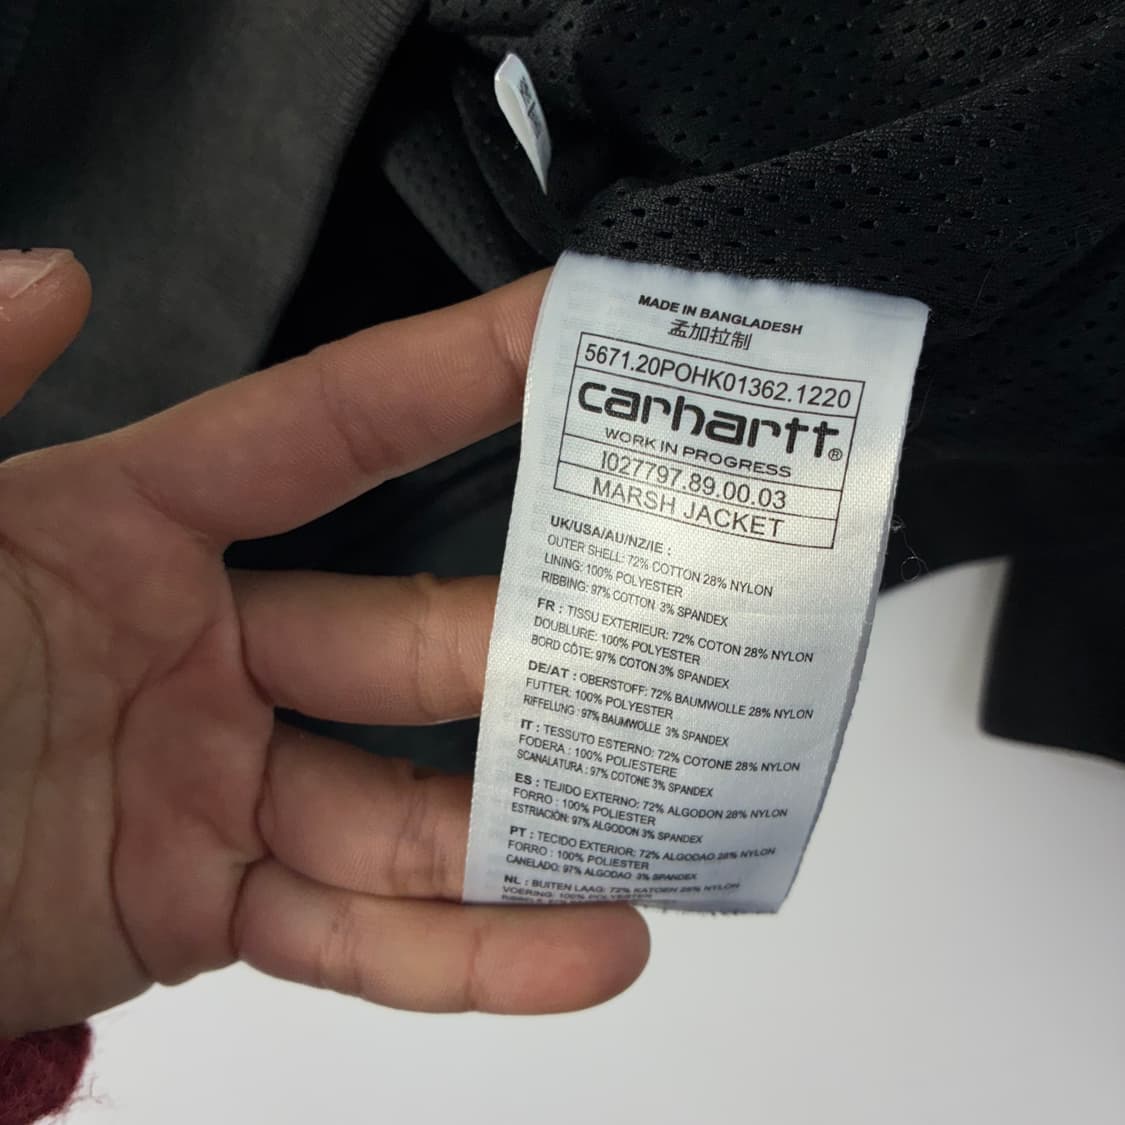 MADE IN BANGLADESH
孟加拉制
5671.20POHK01362.1220
carhartt®
WORK IN PROGRESS
I027797.89.00.03
MARSH JACKET
UK/USA/AU/NZ/IE :
OUTER SHELL: 72% COTTON 28% NYLON
LINING: 100% POLYESTER
RIBBING: 97% COTTON 3% SPANDEX
FR : TISSU EXTERIEUR: 72% COTON 28% NYLON
DOUBLURE: 100% POLYESTER
BORD CÔTE: 97% COTON 3% SPANDEX
DE/AT : OBERSTOFF: 72% BAUMWOLLE 28% NYLON
FUTTER: 100% POLYESTER
RIFFELUNG : 97% BAUMWOLLE 3% SPANDEX
IT : TESSUTO ESTERNO: 72% COTONE 28% NYLON
FODERA : 100% POLIESTERE
SCANALATURA : 97% COTONE 3% SPANDEX
ES : TEJIDO EXTERNO: 72% ALGODON 28% NYLON
FORRO : 100% POLIESTER
ESTRIACIÓN: 97% ALGODON 3% SPANDEX
PT : TECIDO EXTERIOR: 72% ALGODAO 28% NYLON
FORRO : 100% POLIESTER
CANELADO: 97% ALGODAO 3% SPANDEX
NL : BUITEN LAAG: 72% KATOEN 28% NYLON
VOERING: 100% POLYESTER